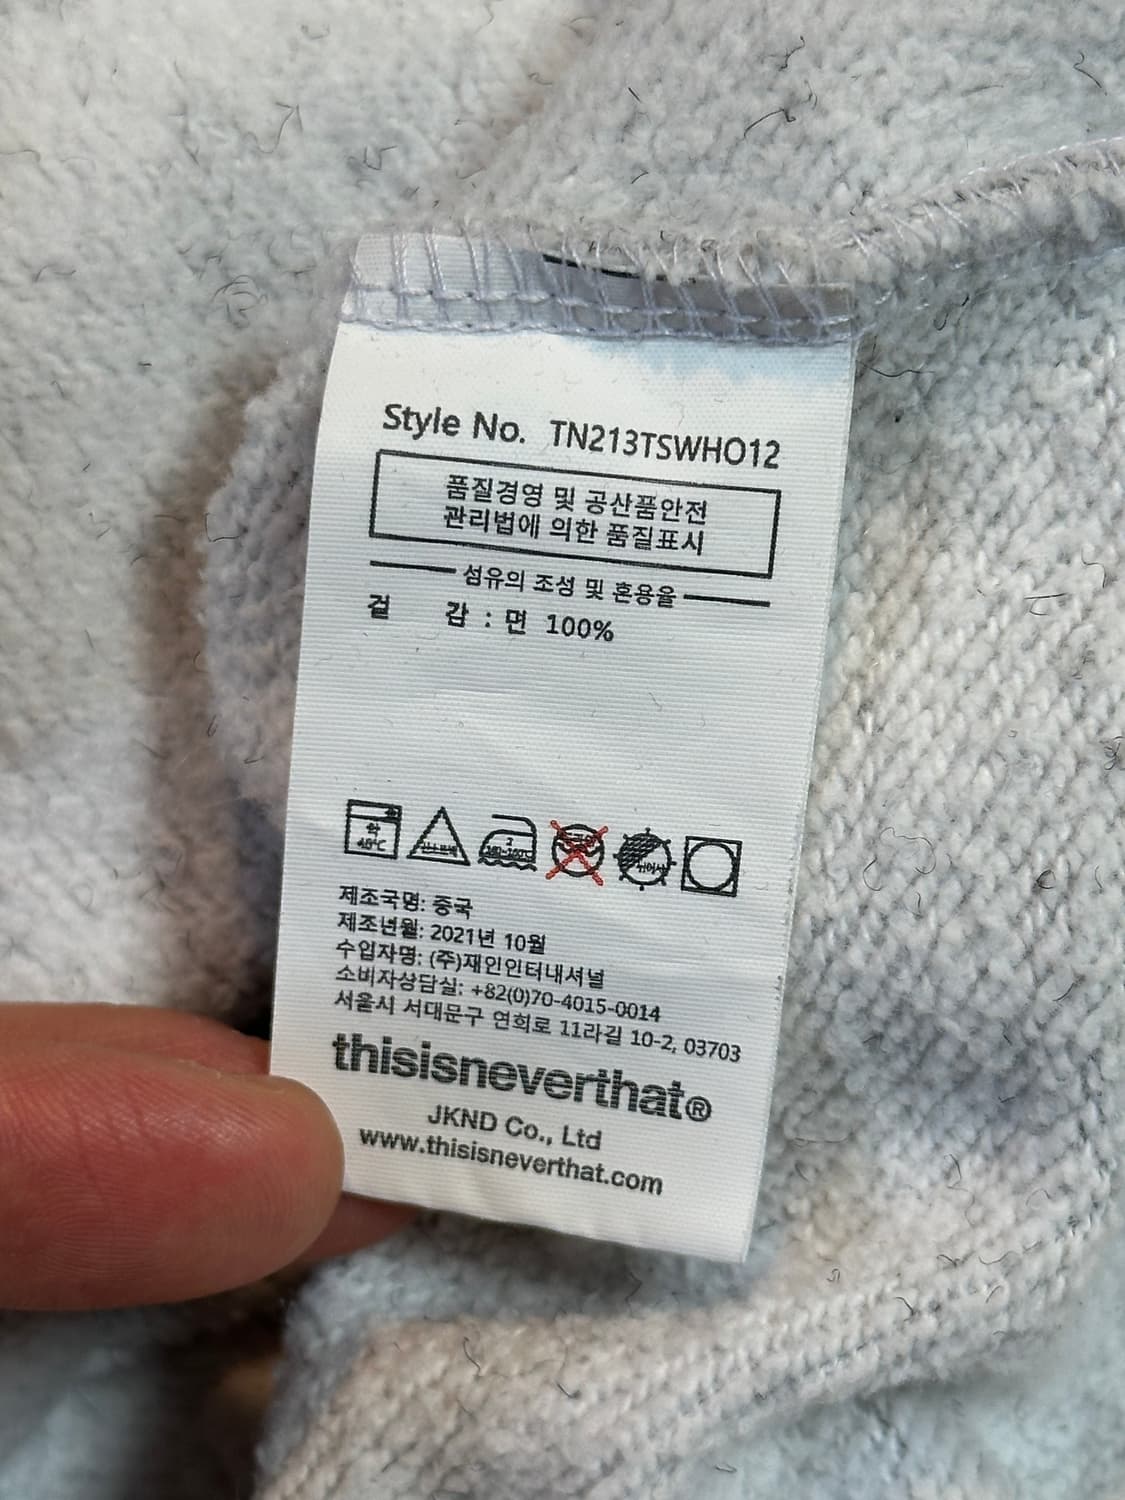 Style No. TN213TSWHO12
품질경영 및 공산품안전
관리법에 의한 품질표시
섬유의 조성 및 혼용율
겉 감 : 면 100%
약
40°C
제조국명: 중국
제조년월: 2021년 10월
수입자명: (주)재인인터내셔널
소비자상담실: +82(0)70-4015-0014
서울시 서대문구 연희로 11라길 10-2, 03703
thisisneverthat®
JKND Co., Ltd
www.thisisneverthat.com